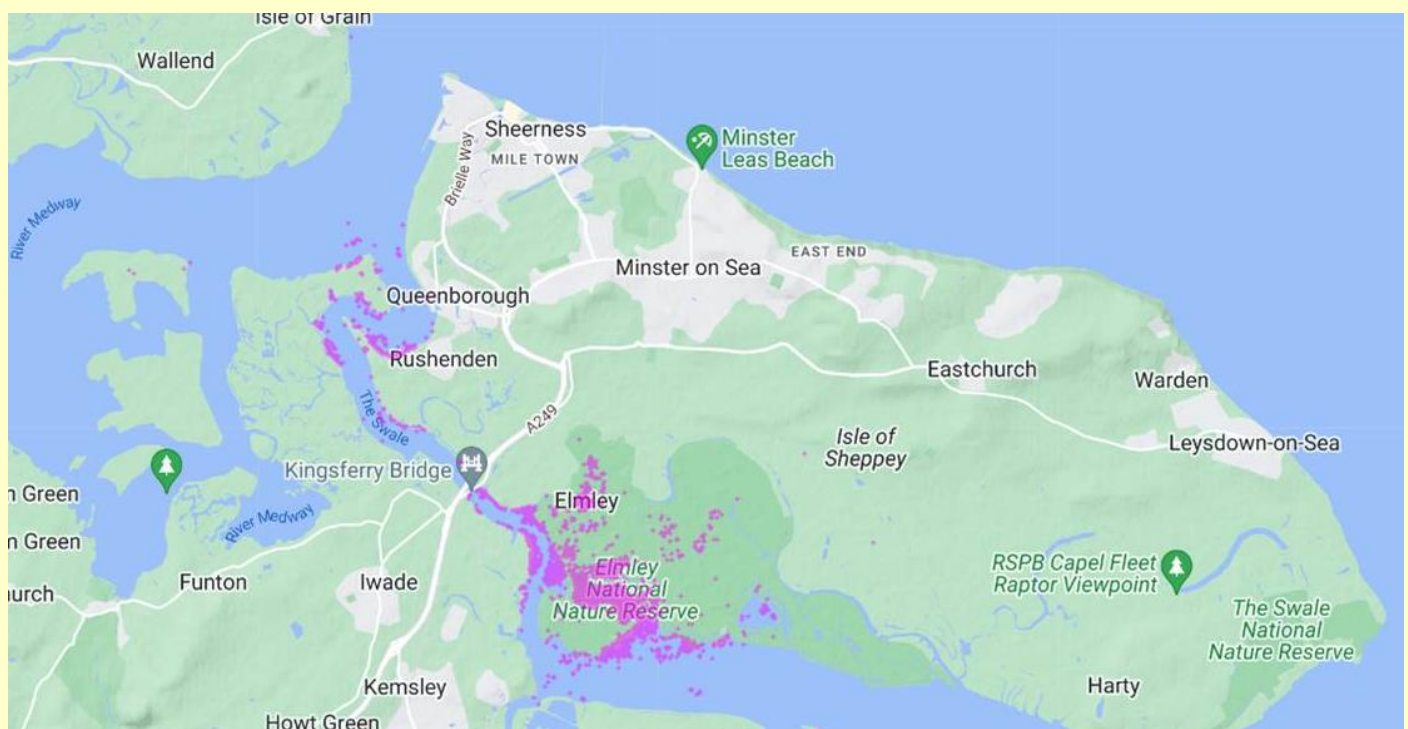 Isle of Grain
Wallend
Sheerness
MILE TOWN
Brielle Way
Minster
Leas Beach
River Medway
EAST END
Minster on Sea
Queenborough
Rushenden
Eastchurch
Warden
The Swale
A249
Isle of
Sheppey
Leysdown-on-Sea
Kingsferry Bridge
n Green
Elmley
River Medway
n Green
RSPB Capel Fleet
Raptor Viewpoint
Funton
Iwade
Elmley
National
Nature Reserve
hurch
The Swale
National
Nature Reserve
Kemsley
Harty
Howt Green